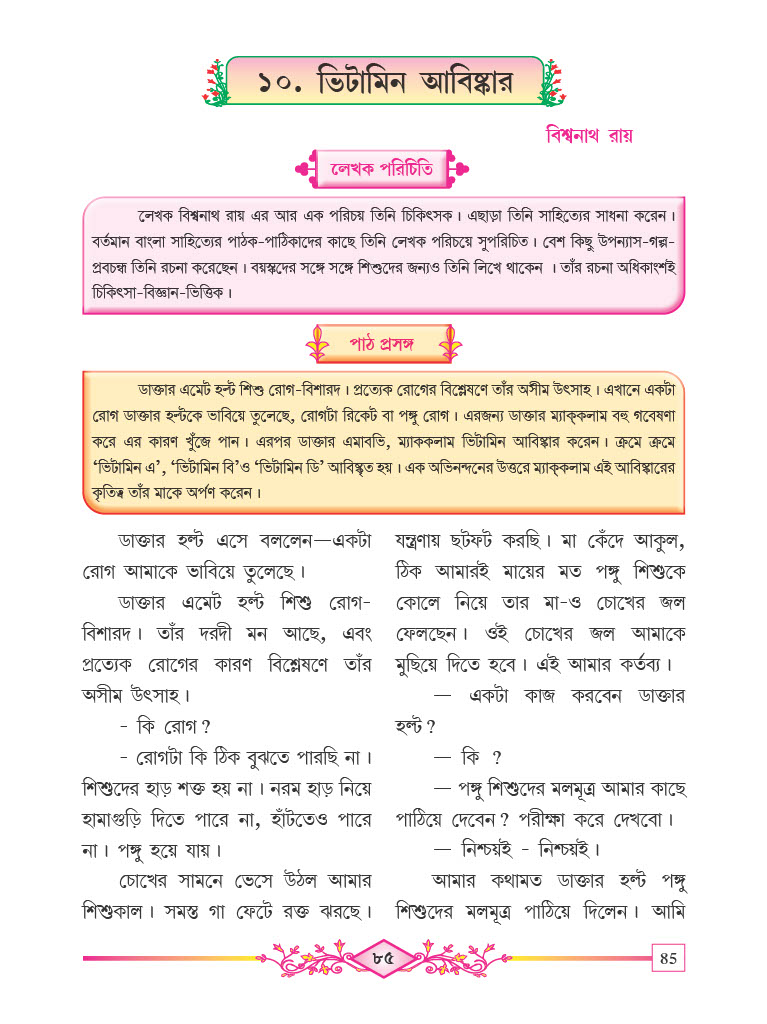 ১০. ভিটামিন আবিষ্কার
বিশ্বনাথ রায়
লেখক পরিচিতি
লেখক বিশ্বনাথ রায় এর আর এক পরিচয় তিনি চিকিৎসক। এছাড়া তিনি সাহিত্যের সাধনা করেন।
বর্তমান বাংলা সাহিত্যের পাঠক-পাঠিকাদের কাছে তিনি লেখক পরিচয়ে সুপরিচিত। বেশ কিছু উপন্যাস-গল্প-
প্রবচন্ধ তিনি রচনা করেছেন। বয়স্কদের সঙ্গে সঙ্গে শিশুদের জন্যও তিনি লিখে থাকেন । তাঁর রচনা অধিকাংশই
চিকিৎসা-বিজ্ঞান-ভিত্তিক।
পাঠ প্রসঙ্গ
ডাক্তার এমেট হল্ট শিশু রোগ-বিশারদ। প্রত্যেক রোগের বিশ্লেষণে তাঁর অসীম উৎসাহ। এখানে একটা
রোগ ডাক্তার হল্টকে ভাবিয়ে তুলেছে, রোগটা রিকেট বা পঙ্গু রোগ। এরজন্য ডাক্তার ম্যাক্‌কলাম বহু গবেষণা
করে এর কারণ খুঁজে পান। এরপর ডাক্তার এমাবভি, ম্যাককলাম ভিটামিন আবিষ্কার করেন। ক্রমে ক্রমে
‘ভিটামিন এ’, ‘ভিটামিন বি’ও ‘ভিটামিন ডি’ আবিষ্কৃত হয়। এক অভিনন্দনের উত্তরে ম্যাক্‌কলাম এই আবিষ্কারের
কৃতিত্ব তাঁর মাকে অর্পণ করেন।
ডাক্তার হল্ট এসে বললেন—একটা
রোগ আমাকে ভাবিয়ে তুলেছে।
ডাক্তার এমেট হল্ট শিশু রোগ-
বিশারদ। তাঁর দরদী মন আছে, এবং
প্রত্যেক রোগের কারণ বিশ্লেষণে তাঁর
অসীম উৎসাহ।
- কি রোগ?
- রোগটা কি ঠিক বুঝতে পারছি না।
শিশুদের হাড় শক্ত হয় না। নরম হাড় নিয়ে
হামাগুড়ি দিতে পারে না, হাঁটতেও পারে
না। পঙ্গু হয়ে যায়।
চোখের সামনে ভেসে উঠল আমার
শিশুকাল। সমস্ত গা ফেটে রক্ত ঝরছে।
যন্ত্রণায় ছটফট করছি। মা কেঁদে আকুল,
ঠিক আমারই মায়ের মত পঙ্গু শিশুকে
কোলে নিয়ে তার মা-ও চোখের জল
ফেলছেন। ওই চোখের জল আমাকে
মুছিয়ে দিতে হবে। এই আমার কর্তব্য।
— একটা কাজ করবেন ডাক্তার
হল্ট?
— কি ?
— পঙ্গু শিশুদের মলমূত্র আমার কাছে
পাঠিয়ে দেবেন? পরীক্ষা করে দেখবো।
— নিশ্চয়ই - নিশ্চয়ই।
আমার কথামত ডাক্তার হল্ট পঙ্গু
শিশুদের মলমূত্র পাঠিয়ে দিলেন। আমি
৮৫
85